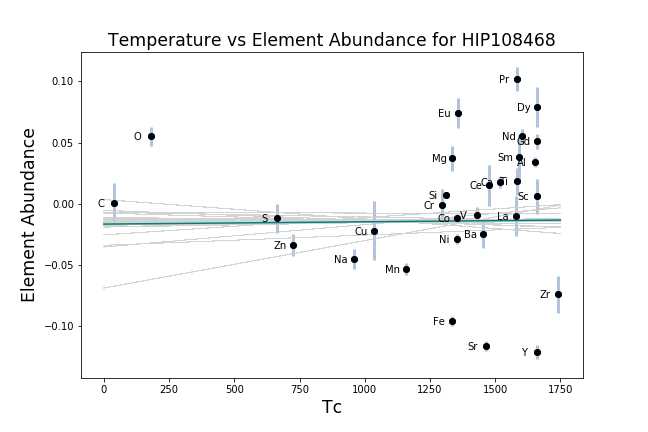 Temperature vs Element Abundance for HIP108468
Element Abundance
0.10
0.05
0.00
−0.05
−0.10
Pr
Dy
Eu
O
Nd
Gd
Mg
Sm
Al
Ca
Ti
Ce
Si
Sc
C
Cr
S
Co
V
La
Cu
Ba
Ni
Zn
Na
Mn
Zr
Fe
Sr
Y
0
250
500
750
1000
1250
1500
1750
Tc